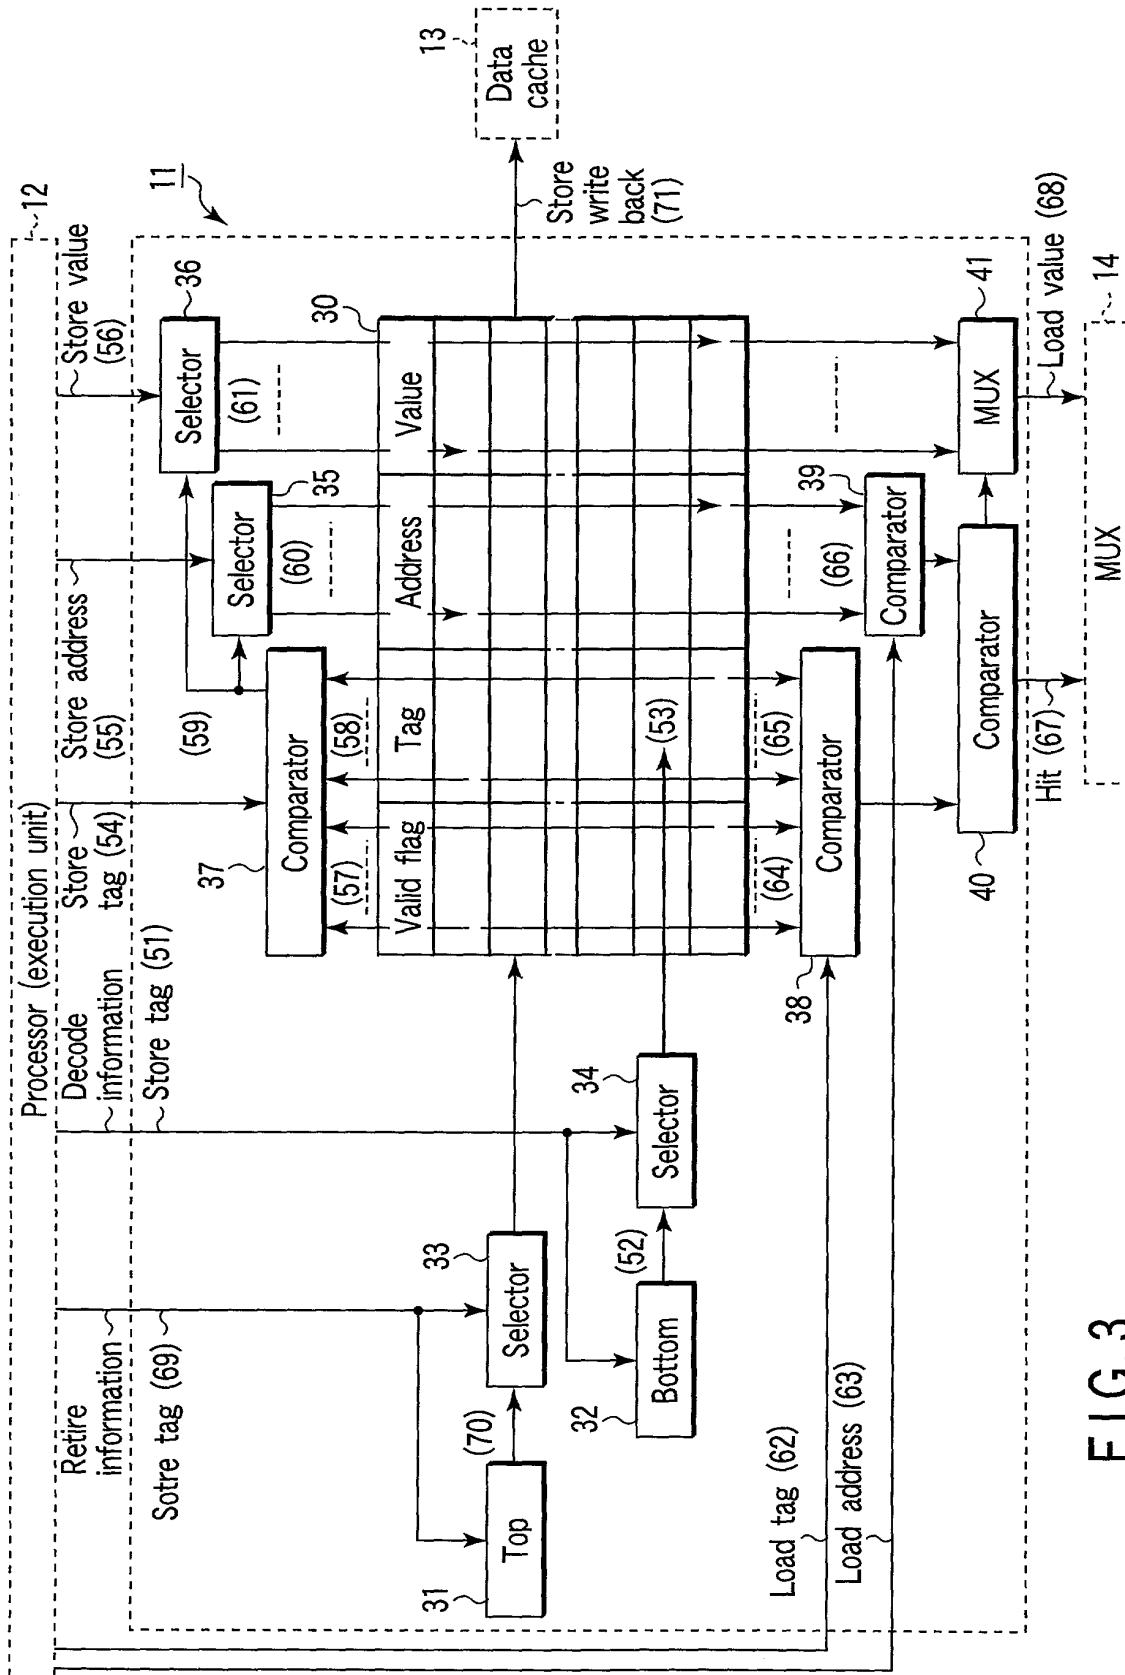 Processor (execution unit)
12
Retire
information
Sotre tag (69)
Decode
information
Store tag (51)
Store
tag (54)
Store address
(55)
Store value
(56)
11
37
Comparator
(59)
Selector
35
Selector
36
(57)
(58)
(60)
(61)
30
Valid flag
Tag
Address
Value
31
Top
(70)
33
Selector
32
Bottom
(52)
34
Selector
(53)
Store
write
back
(71)
Data
cache
13
(64)
(65)
(66)
38
Comparator
39
Comparator
Load tag (62)
Load address (63)
40
Comparator
MUX
41
Hit (67)
Load value (68)
MUX
14
FIG. 3